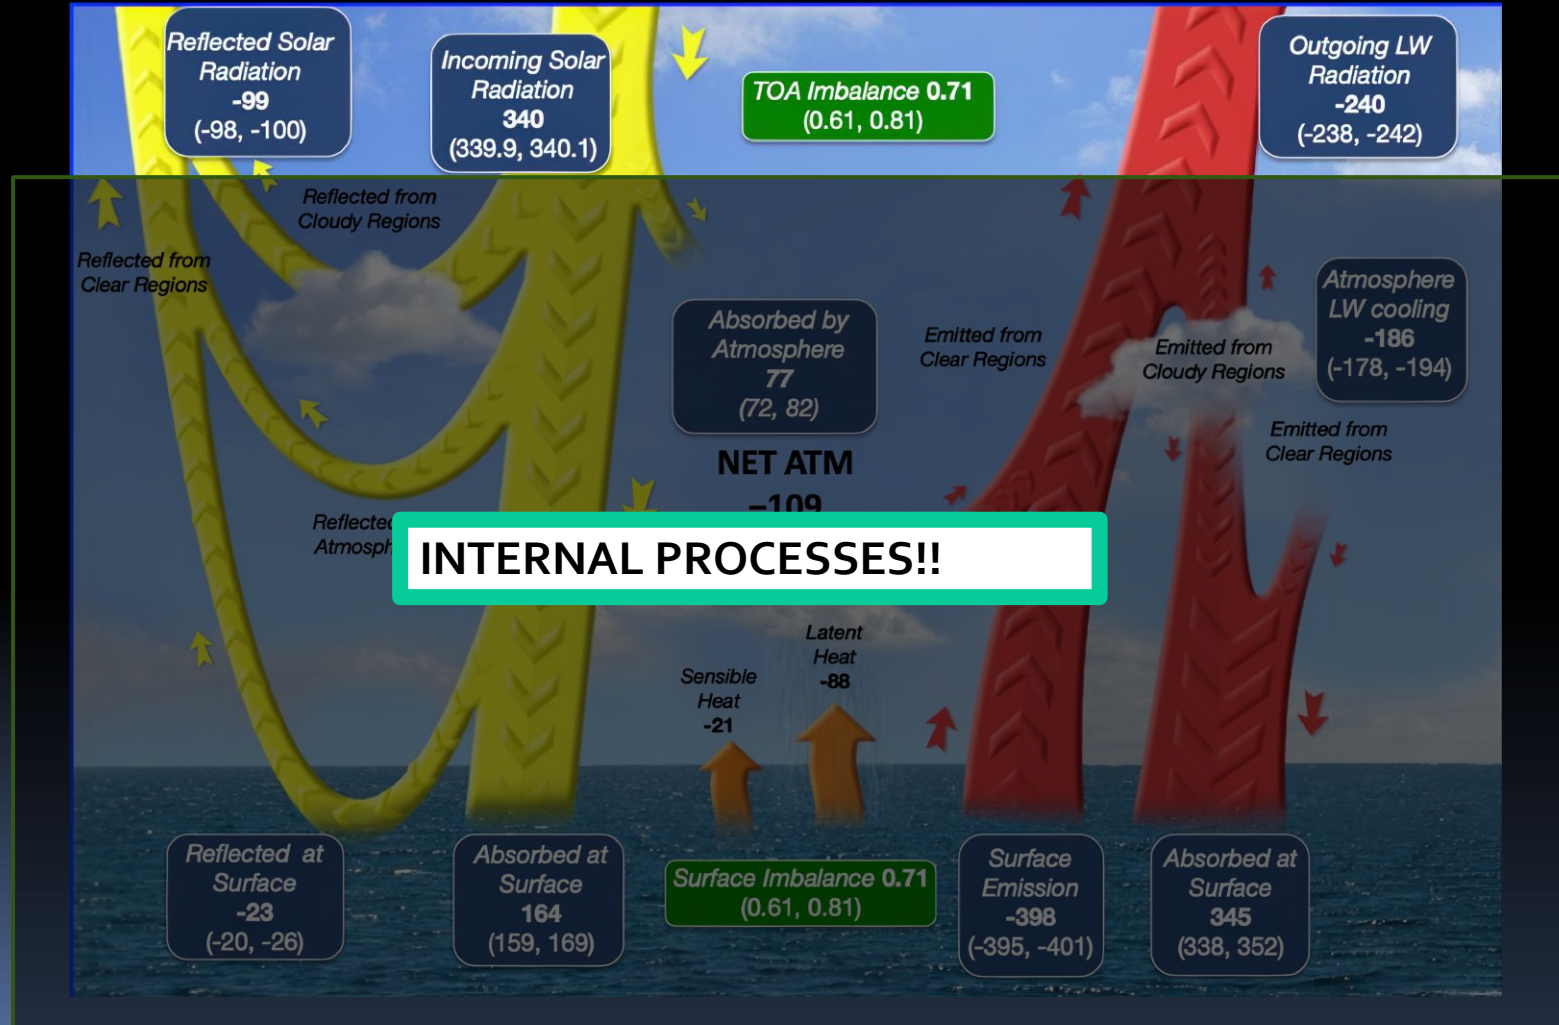 Reflected Solar
Radiation
-99
(-98, -100)
Incoming Solar
Radiation
340
(339.9, 340.1)
TOA Imbalance 0.71
(0.61, 0.81)
Outgoing LW
Radiation
-240
(-238, -242)
Reflected from
Cloudy Regions
Reflected from
Clear Regions
Absorbed by
Atmosphere
77
(72, 82)
Emitted from
Clear Regions
Emitted from
Cloudy Regions
Atmosphere
LW cooling
-186
(-178, -194)
Emitted from
Clear Regions
NET ATM
–109
Reflected
Atmosph
INTERNAL PROCESSES!!
Latent
Heat
-88
Sensible
Heat
-21
Reflected at
Surface
-23
(-20, -26)
Absorbed at
Surface
164
(159, 169)
Surface Imbalance 0.71
(0.61, 0.81)
Surface
Emission
-398
(-395, -401)
Absorbed at
Surface
345
(338, 352)